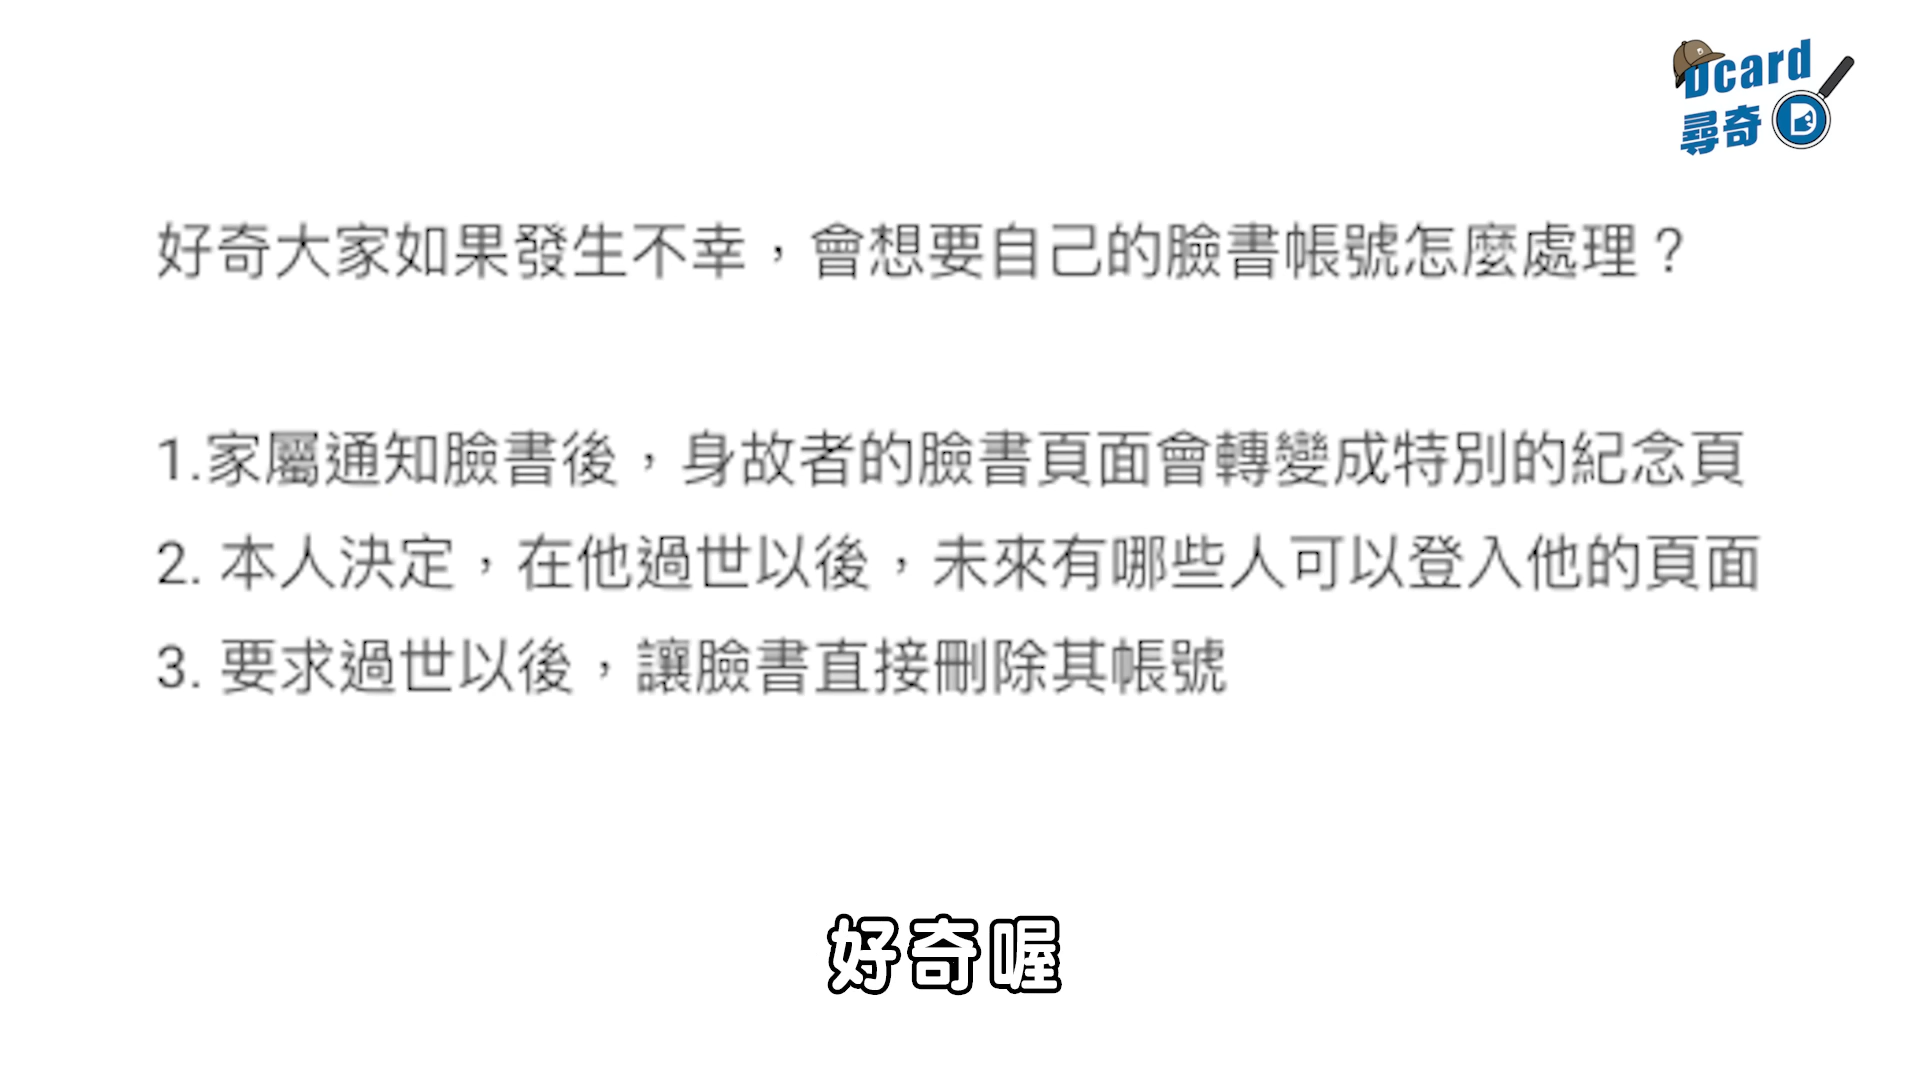 Dcard
尋奇
好奇大家如果發生不幸，會想要自己的臉書帳號怎麼處理？
1.家屬通知臉書後，身故者的臉書頁面會轉變成特別的紀念頁
2. 本人決定，在他過世以後，未來有哪些人可以登入他的頁面
3. 要求過世以後，讓臉書直接刪除其帳號
好奇喔